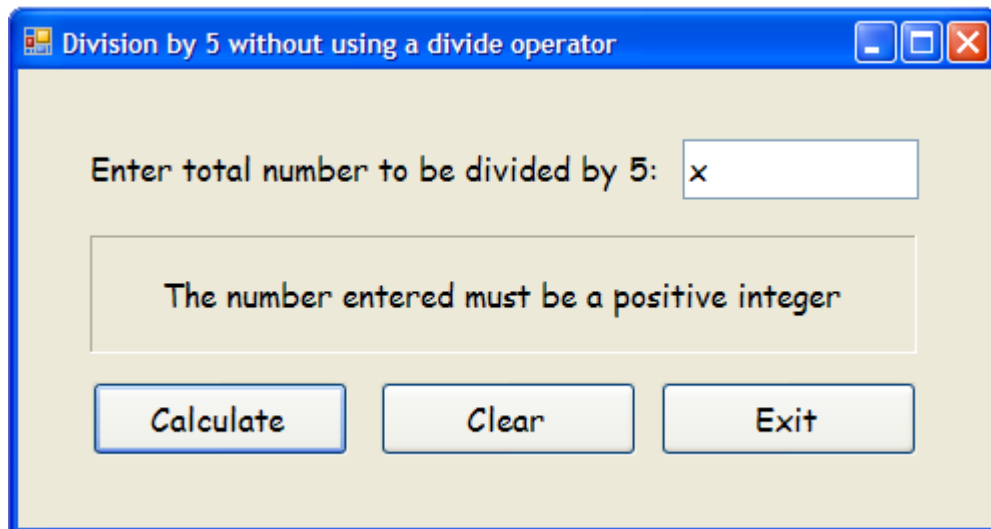 Division by 5 without using a divide operator
Enter total number to be divided by 5: x
The number entered must be a positive integer
Calculate Clear Exit